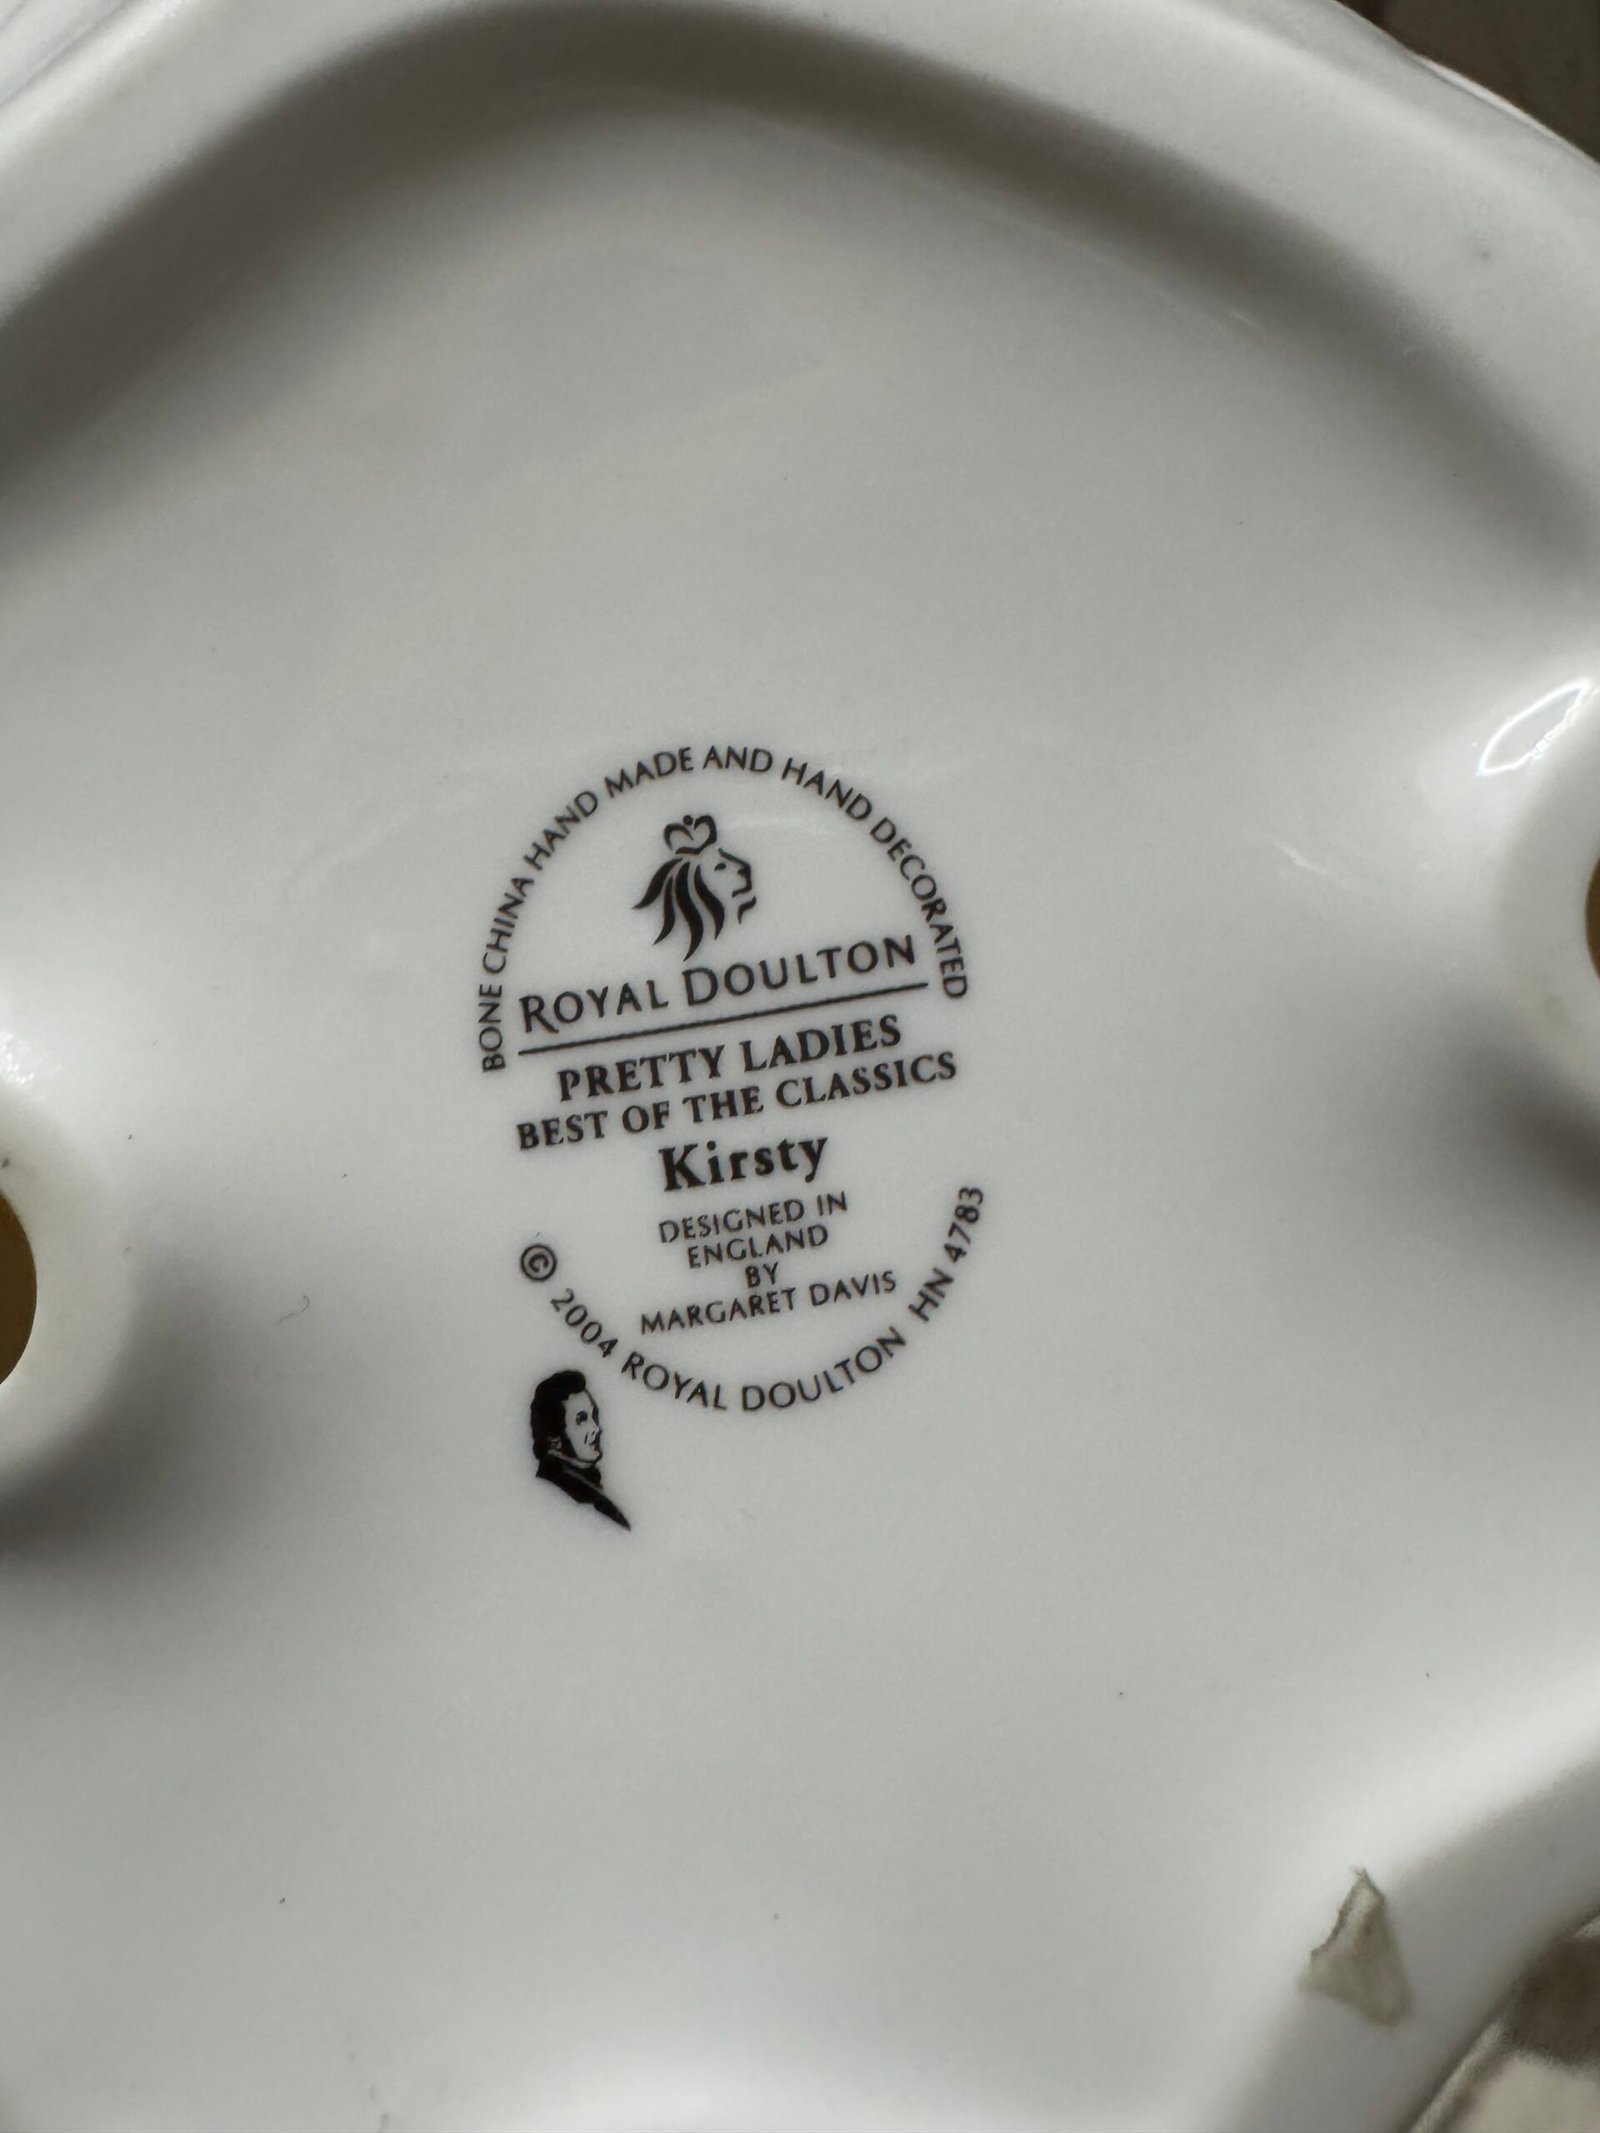 BONE CHINA HAND MADE AND HAND DECORATED
ROYAL DOULTON
PRETTY LADIES
BEST OF THE CLASSICS
Kirsty
DESIGNED IN
ENGLAND
BY
MARGARET DAVIS
© 2004 ROYAL DOULTON HN 4783